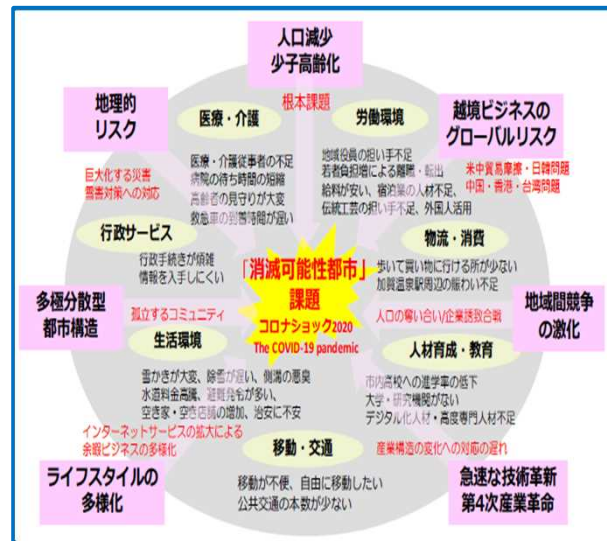 人口減少
少子高齢化
根本課題
地理的
リスク
巨大化する災害
雪害対策への対応
医療・介護
医療・介護従事者の不足
病院の待ち時間の短縮
高齢者の見守りが大変
救急車の到着時間が遅い
労働環境
地域役員の担い手不足
若者負担増による離職・転出
給料が安い、宿泊業の人材不足、
伝統工芸の担い手不足、外国人活用
越境ビジネスの
グローバルリスク
米中貿易摩擦・日韓問題
中国・香港・台湾問題
行政サービス
行政手続きが煩雑
情報を入手しにくい
「消滅可能性都市」
課題
コロナショック2020
The COVID-19 pandemic
物流・消費
歩いて買い物に行ける所が少ない
加賀温泉駅周辺の賑わい不足
多極分散型
都市構造
孤立するコミュニティ
人口の奪い合い/企業誘致合戦
地域間競争
の激化
生活環境
雪かきが大変、除雪が遅い、側溝の悪臭
水道料金高騰、避難発令が多い、
空き家・空き店舗の増加、治安に不安
人材育成・教育
市内高校への進学率の低下
大学・研究機関がない
デジタル化人材・高度専門人材不足
インターネットサービスの拡大による
余暇ビジネスの多様化
産業構造の変化への対応の遅れ
ライフスタイルの
多様化
移動・交通
移動が不便、自由に移動したい
公共交通の本数が少ない
急速な技術革新
第4次産業革命